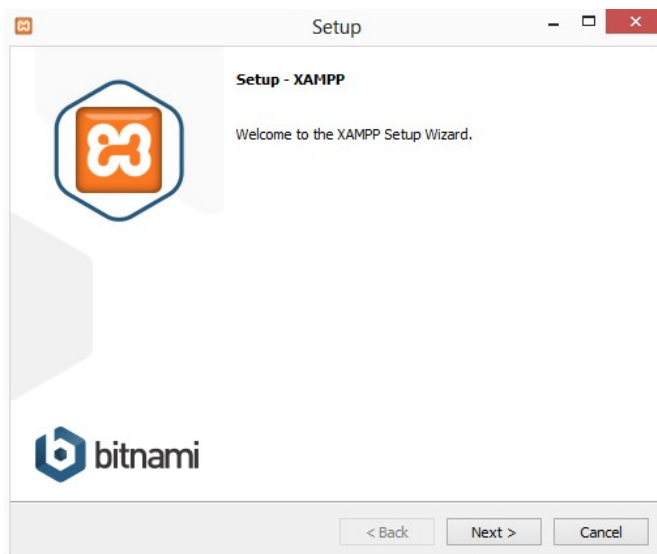 Setup
Setup - XAMPP
Welcome to the XAMPP Setup Wizard.
bitnami
< Back
Next >
Cancel